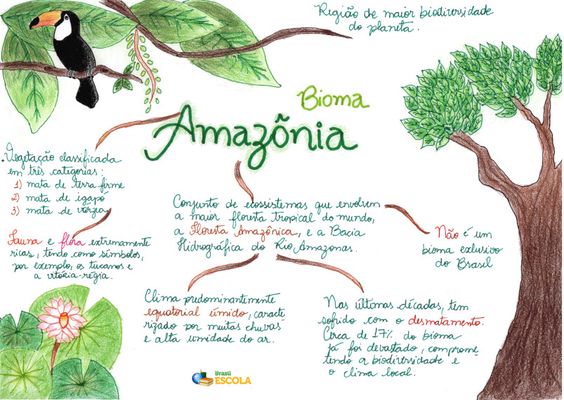 Região de maior biodiversidade
do planeta.
Bioma
Amazônia
Vegetação classificada
em três categorias:
1) mata de terra firme
2) mata de igapó
3) mata de várzea
Fauna e flora extremamente
ricas, tendo como símbolos,
por exemplo, os tucanos e
a vitória-régia.
Conjunto de ecossistemas que envolvem
a maior floresta tropical do mundo,
a Floresta Amazônica, e a Bacia
Hidrográfica do Rio Amazonas.
Não é um
bioma exclusivo
do Brasil
Clima predominantemente
equatorial úmido, caracte
rizado por muitas chuvas
e alta umidade do ar.
Nas últimas décadas, tem
sofrido com o desmatamento.
Cerca de 17% do bioma
já foi devastado, comprome
tendo a biodiversidade e
o clima local.
Brasil
ESCOLA